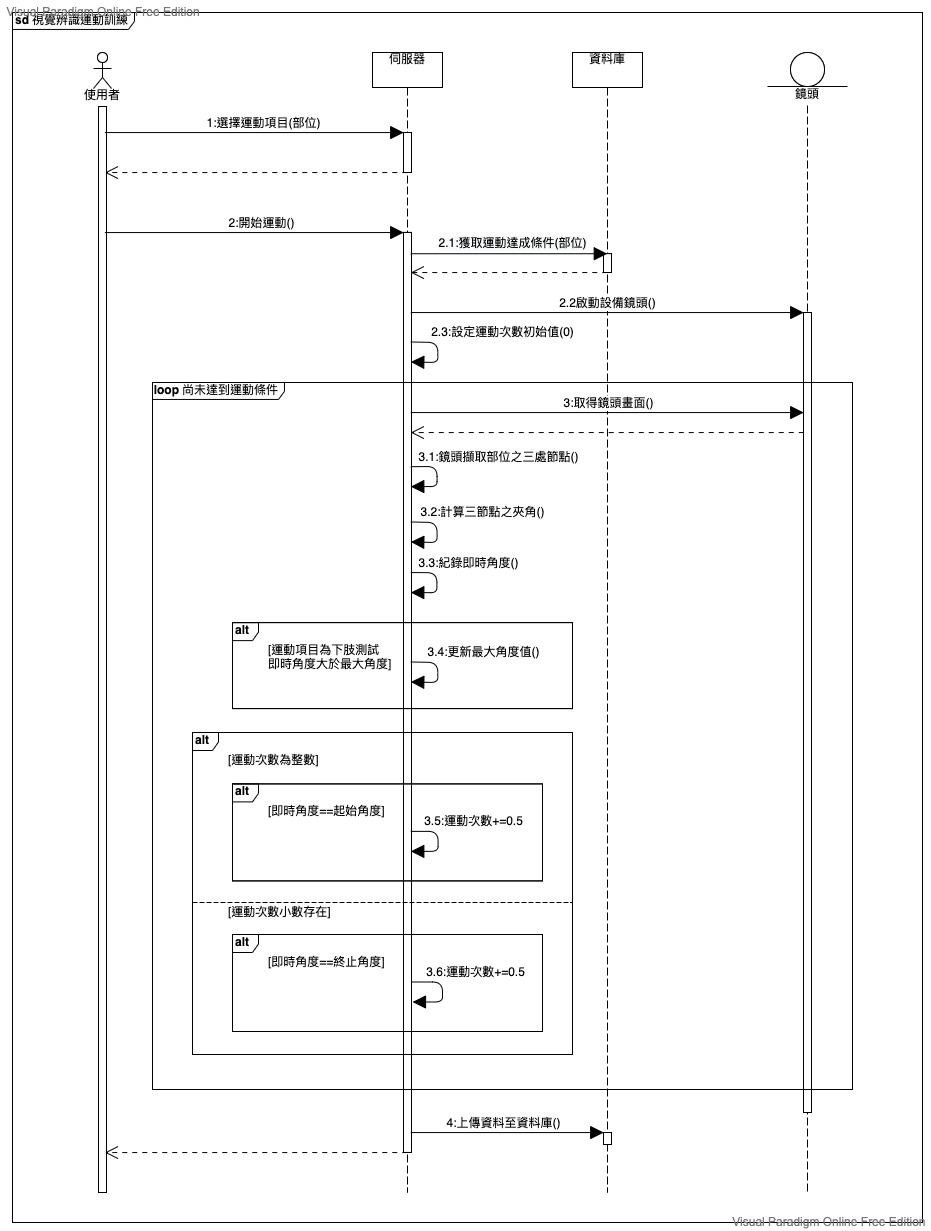 Visual Paradigm Online Free Edition
sd 視覺辨識運動訓練
伺服器
資料庫
使用者
鏡頭
1:選擇運動項目(部位)
2:開始運動()
2.1:獲取運動達成條件(部位)
2.2啟動設備鏡頭()
2.3:設定運動次數初始值(0)
loop 尚未達到運動條件
3:取得鏡頭畫面()
3.1:鏡頭擷取部位之三處節點()
3.2:計算三節點之夾角()
3.3:紀錄即時角度()
alt
[運動項目為下肢測試
即時角度大於最大角度]
3.4:更新最大角度值()
alt
[運動次數為整數]
alt
[即時角度==起始角度]
3.5:運動次數+=0.5
[運動次數小數存在]
alt
[即時角度==終止角度]
3.6:運動次數+=0.5
4:上傳資料至資料庫()
Visual Paradigm Online Free Edition